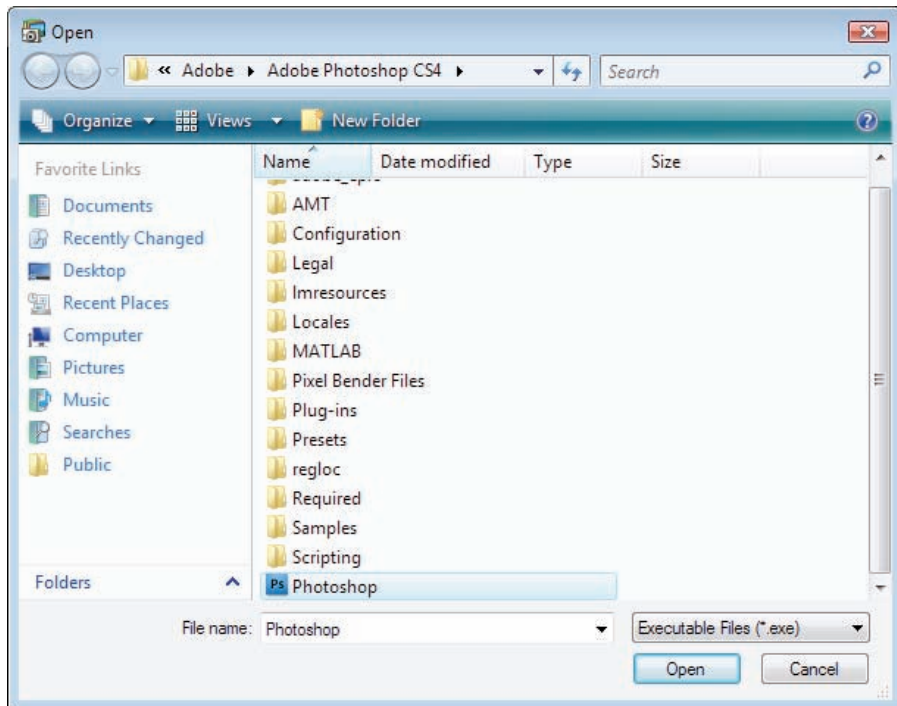 Open
« Adobe Adobe Photoshop CS4 Search
Organize Views New Folder ?
Favorite Links
Documents
Recently Changed
Desktop
Recent Places
Computer
Pictures
Music
Searches
Public
Folders
Name Date modified Type Size
AMT
Configuration
Legal
Imresources
Locales
MATLAB
Pixel Bender Files
Plug-ins
Presets
regloc
Required
Samples
Scripting
Ps Photoshop
File name: Photoshop Executable Files (*.exe)
Open Cancel